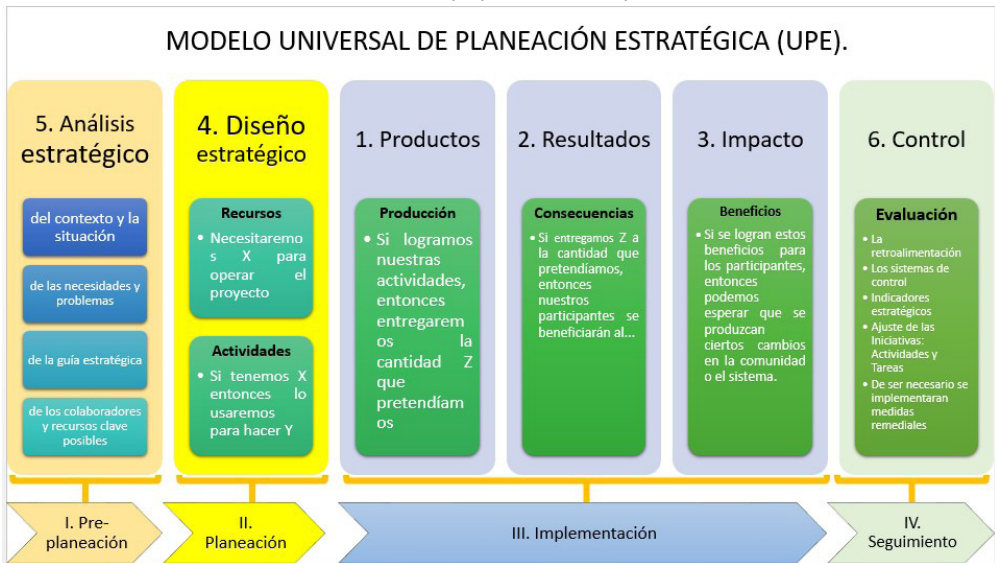 MODELO UNIVERSAL DE PLANEACIÓN ESTRATÉGICA (UPE).
5. Análisis
estratégico
del contexto y la
situación
de las necesidades y
problemas
de la guía estratégica
de los colaboradores
y recursos clave
posibles
4. Diseño
estratégico
Recursos
• Necesitaremo
s X para
operar el
proyecto
Actividades
• Si tenemos X
entonces lo
usaremos
para hacer Y
1. Productos
Producción
• Si logramos
nuestras
actividades,
entonces
entregarem
os la
cantidad Z
que
pretendíam
os
2. Resultados
Consecuencias
• Si entregamos Z a
la cantidad que
pretendíamos,
entonces
nuestros
participantes se
beneficiarán al...
3. Impacto
Beneficios
• Si se logran estos
beneficios para
los participantes,
entonces
podemos
esperar que se
produzcan
ciertos cambios
en la comunidad
o el sistema.
6. Control
Evaluación
• La
retroalimentación
• Los sistemas de
control
• Indicadores
estratégicos
• Ajuste de las
Iniciativas:
Actividades y
Tareas
• De ser necesario se
implementaran
medidas
remediales
I. Pre-
planeación
II.
Planeación
III. Implementación
IV.
Seguimiento